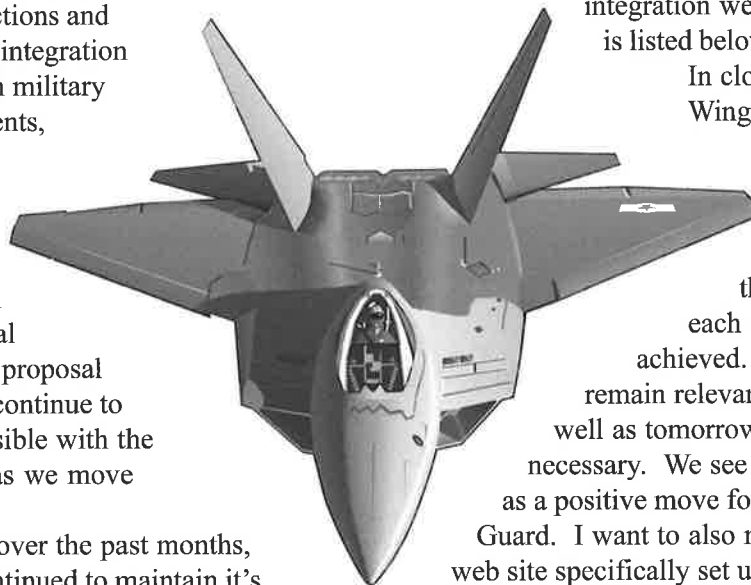 ctions and
integration
military
ents,
al
proposal
continue to
sible with the
as we move
over the past months,
ntinued to maintain it's
integration we
is listed below
In clo
Wing
th
each
achieved.
remain relevan
well as tomorrow
necessary. We see
as a positive move fo
Guard. I want to also r
web site specifically set u